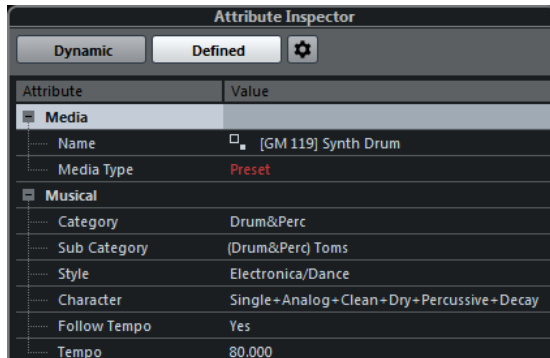 Attribute Inspector
Dynamic Defined
Attribute Value
Media
Name [GM 119] Synth Drum
Media Type Preset
Musical
Category Drum&Perc
Sub Category (Drum&Perc) Toms
Style Electronica/Dance
Character Single+Analog+Clean+Dry+Percussive+Decay
Follow Tempo Yes
Tempo 80.000